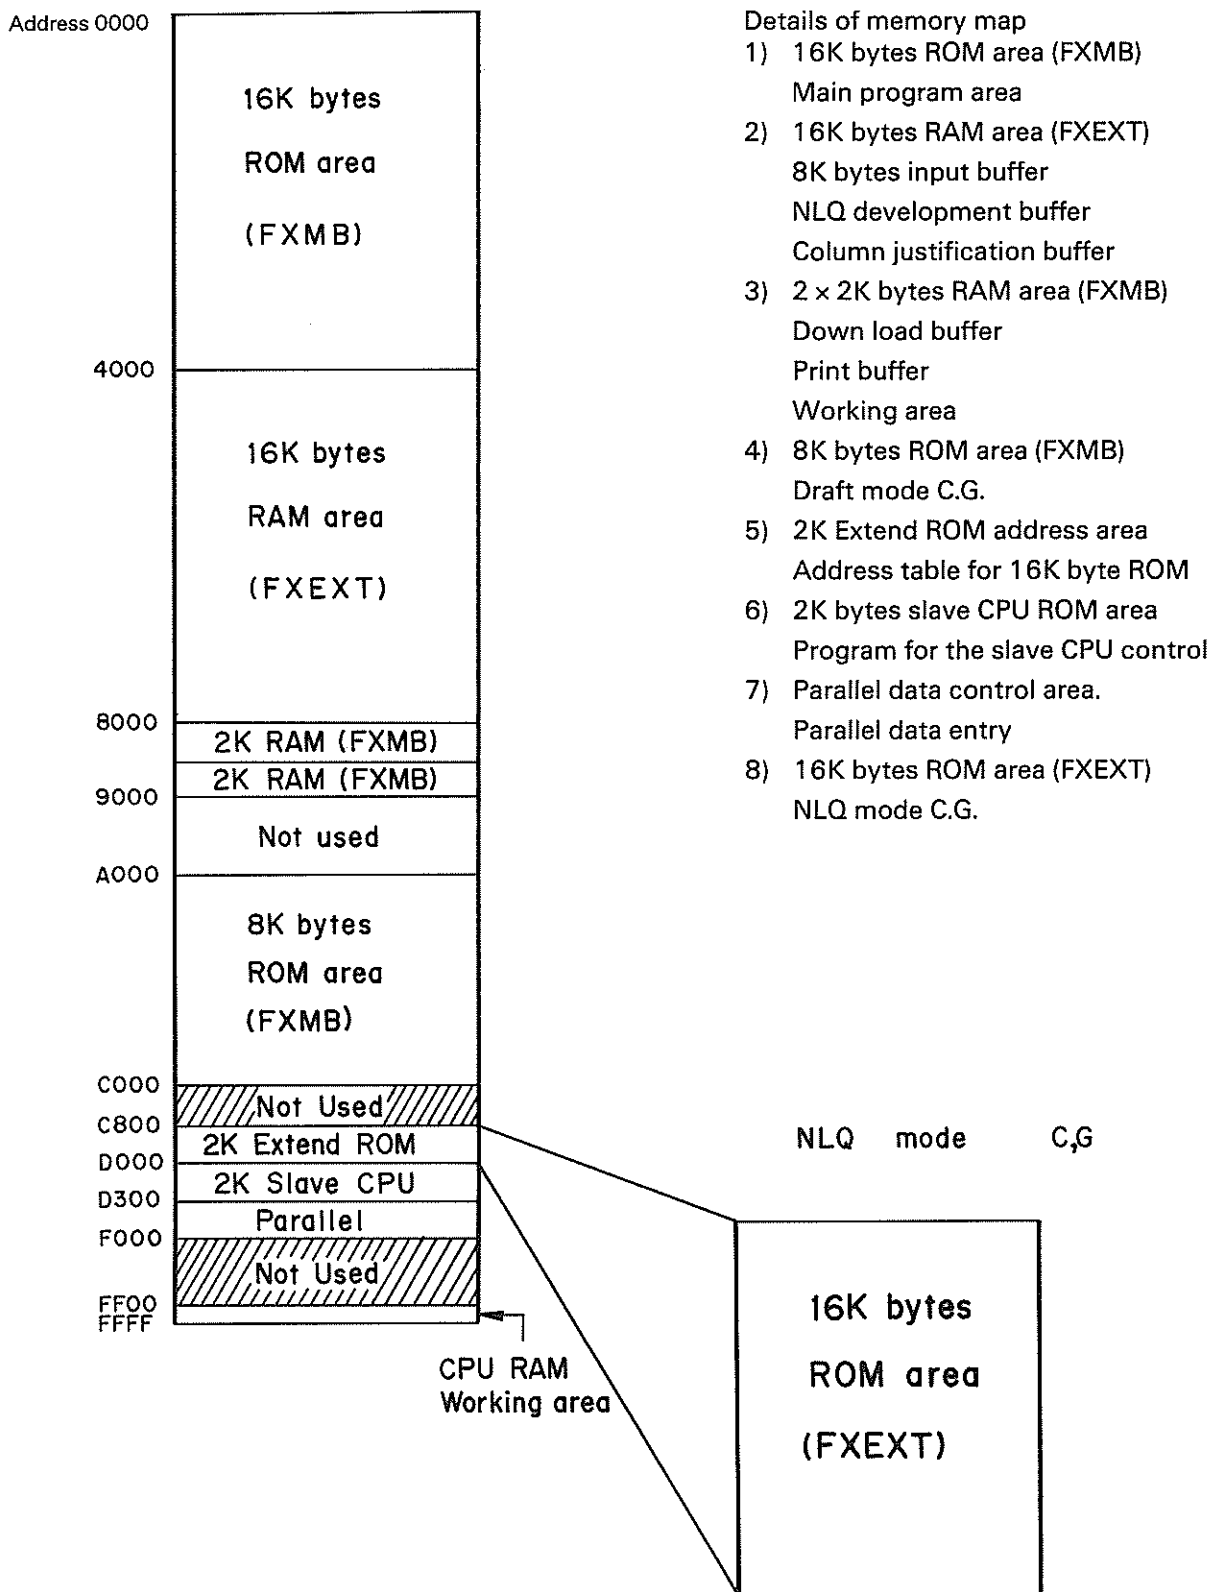 Address 0000
16K bytes
ROM area
(FXMB)
4000
16K bytes
RAM area
(FXEXT)
8000
2K RAM (FXMB)
2K RAM (FXMB)
9000
Not used
A000
8K bytes
ROM area
(FXMB)
C000
Not Used
C800
2K Extend ROM
D000
2K Slave CPU
D300
Parallel
F000
Not Used
FF00
FFFF
CPU RAM
Working area
Details of memory map
1) 16K bytes ROM area (FXMB)
Main program area
2) 16K bytes RAM area (FXEXT)
8K bytes input buffer
NLQ development buffer
Column justification buffer
3) 2 × 2K bytes RAM area (FXMB)
Down load buffer
Print buffer
Working area
4) 8K bytes ROM area (FXMB)
Draft mode C.G.
5) 2K Extend ROM address area
Address table for 16K byte ROM
6) 2K bytes slave CPU ROM area
Program for the slave CPU control
7) Parallel data control area.
Parallel data entry
8) 16K bytes ROM area (FXEXT)
NLQ mode C.G.
NLQ mode C,G
16K bytes
ROM area
(FXEXT)